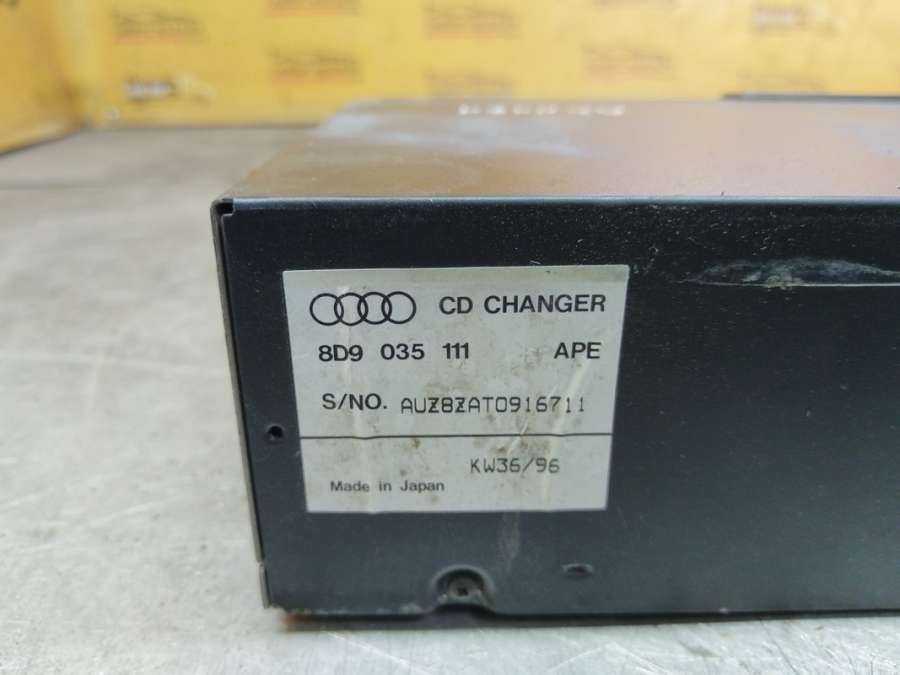 CD CHANGER
8D9 035 111 APE
S/NO. AUZ8ZAT0916711
KW36/96
Made in Japan